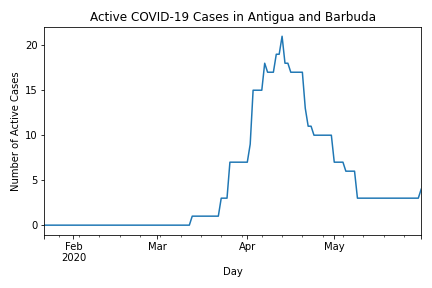 Active COVID-19 Cases in Antigua and Barbuda
Number of Active Cases
20
15
10
5
0
Feb
2020
Mar
Apr
May
Day